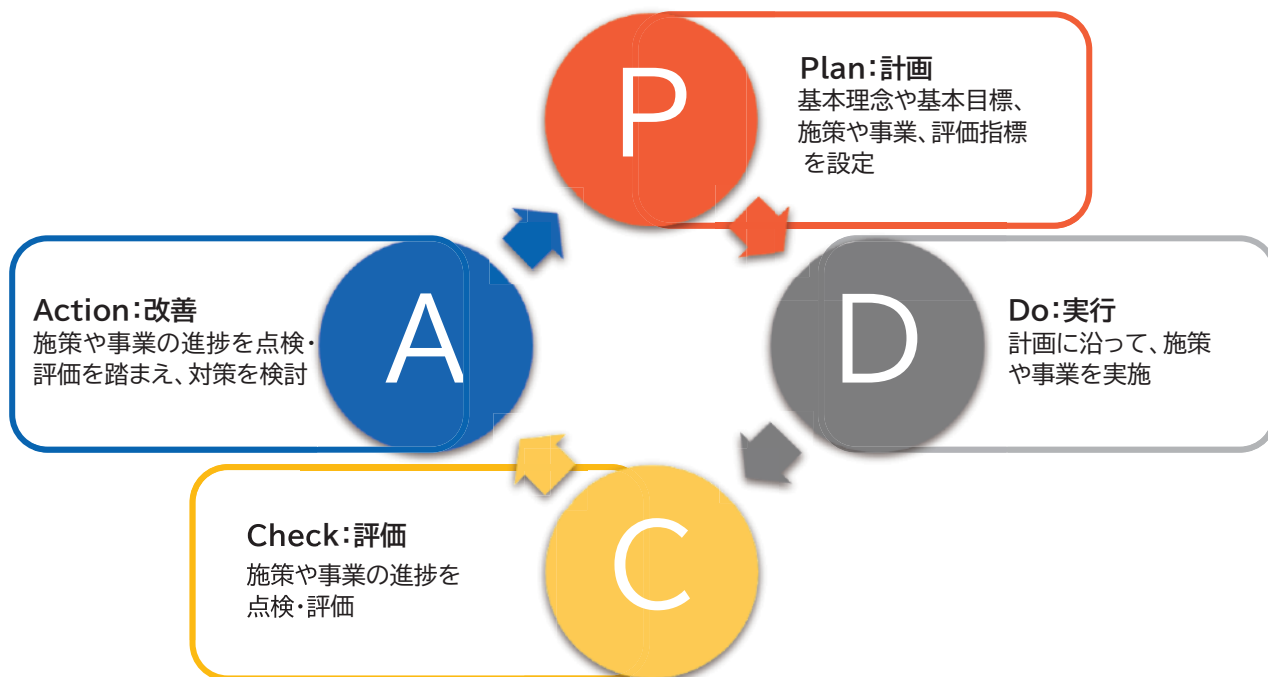 P
Plan：計画
基本理念や基本目標、
施策や事業、評価指標
を設定
D
Do：実行
計画に沿って、施策
や事業を実施
C
Check：評価
施策や事業の進捗を
点検・評価
A
Action：改善
施策や事業の進捗を点検・
評価を踏まえ、対策を検討